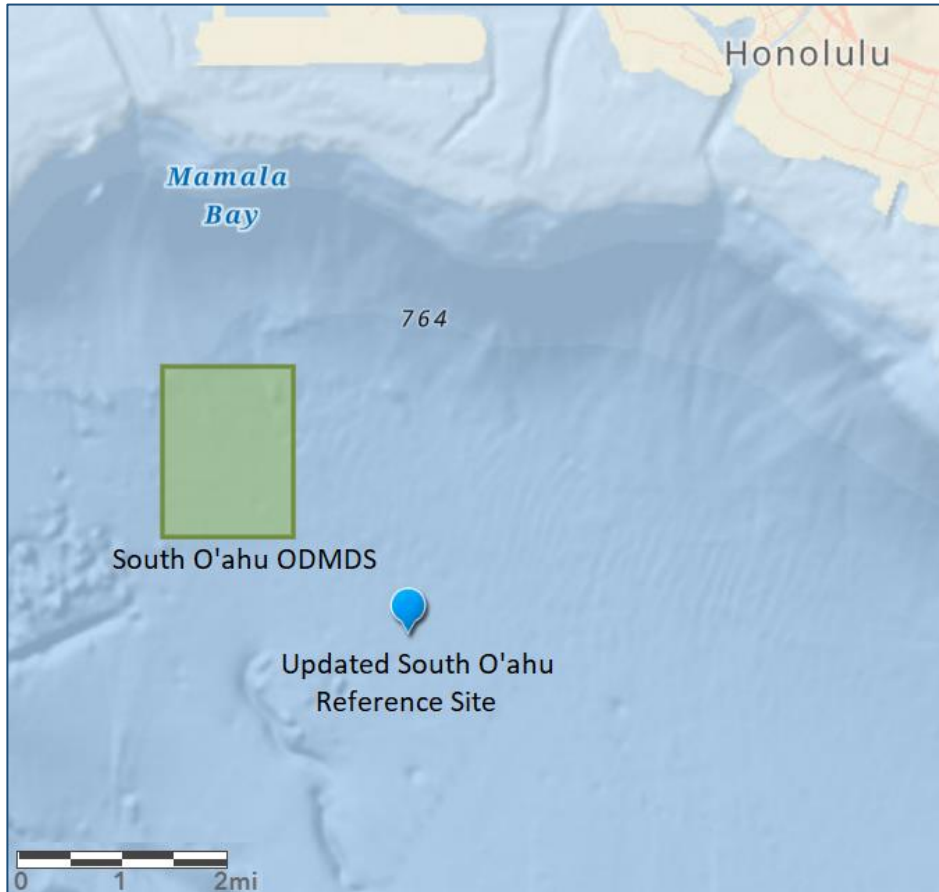 Honolulu
Mamala
Bay
764
South O'ahu ODMDS
Updated South O'ahu
Reference Site
0 1 2mi